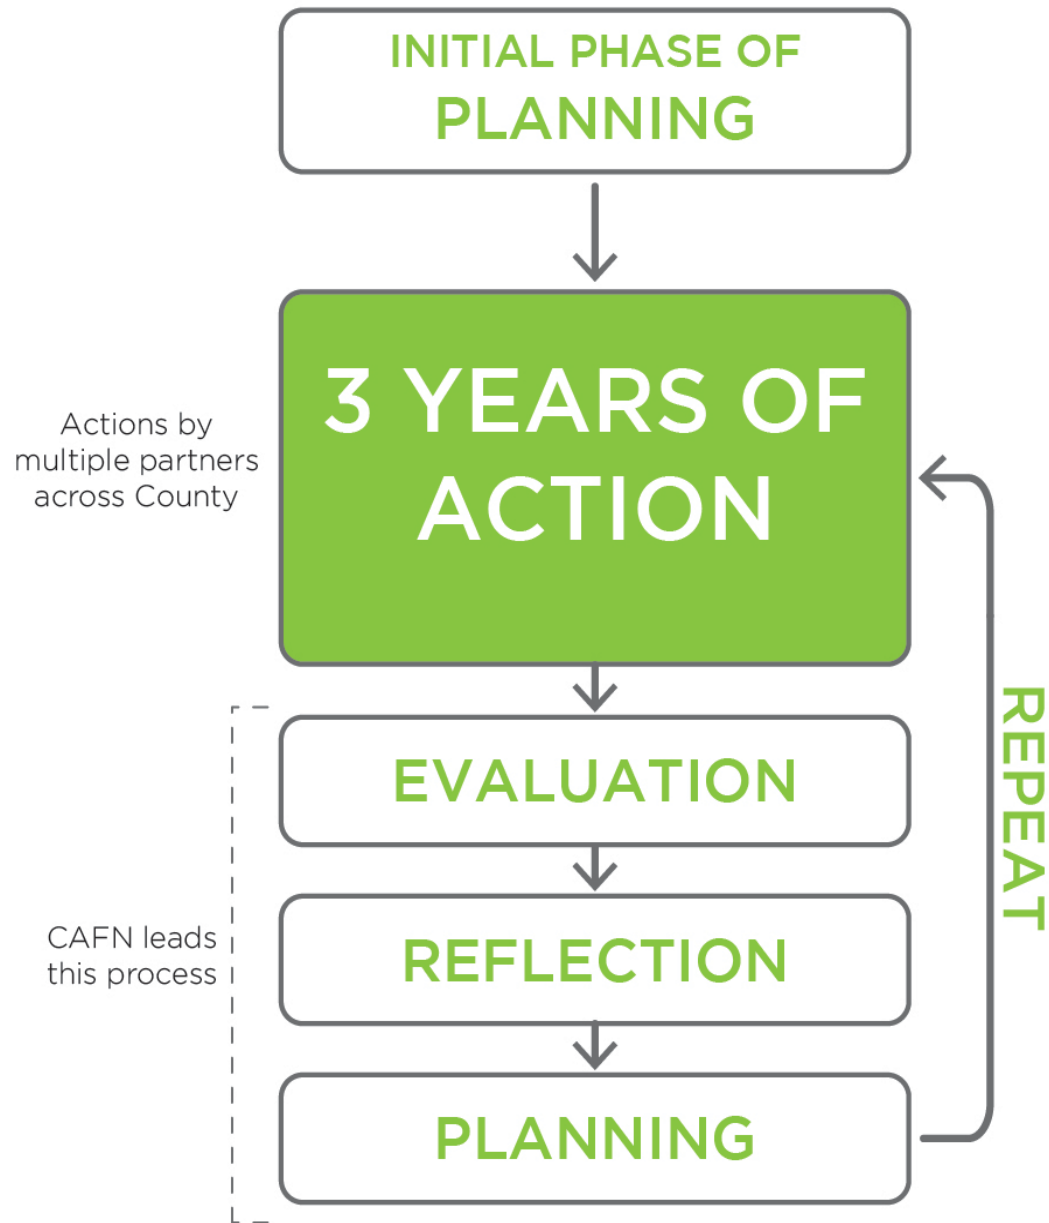 INITIAL PHASE OF
PLANNING
3 YEARS OF
ACTION
Actions by
multiple partners
across County
EVALUATION
REFLECTION
PLANNING
CAFN leads
this process
REPEAT